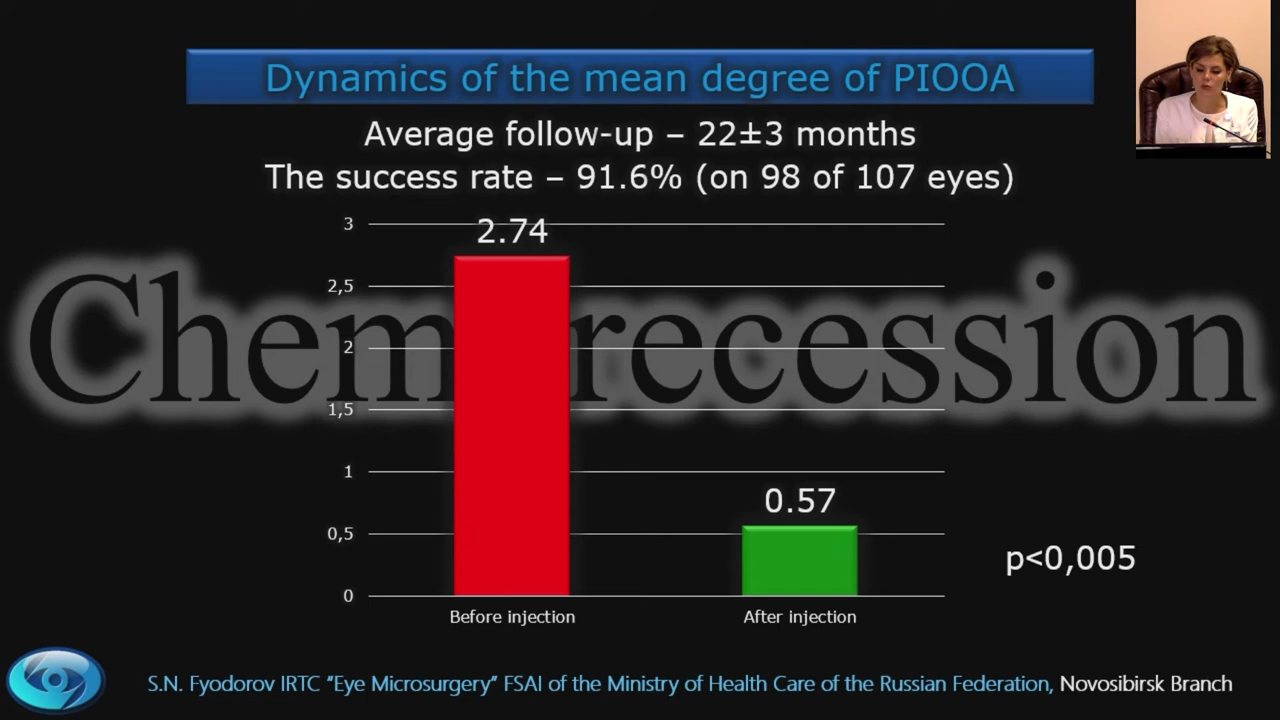 Dynamics of the mean degree of PIOOA
Average follow-up – 22±3 months
The success rate – 91.6% (on 98 of 107 eyes)
3
2.74
2,5
2
1,5
1
0.57
0,5
0
p<0,005
Before injection
After injection
S.N. Fyodorov IRTC “Eye Microsurgery” FSAI of the Ministry of Health Care of the Russian Federation, Novosibirsk Branch